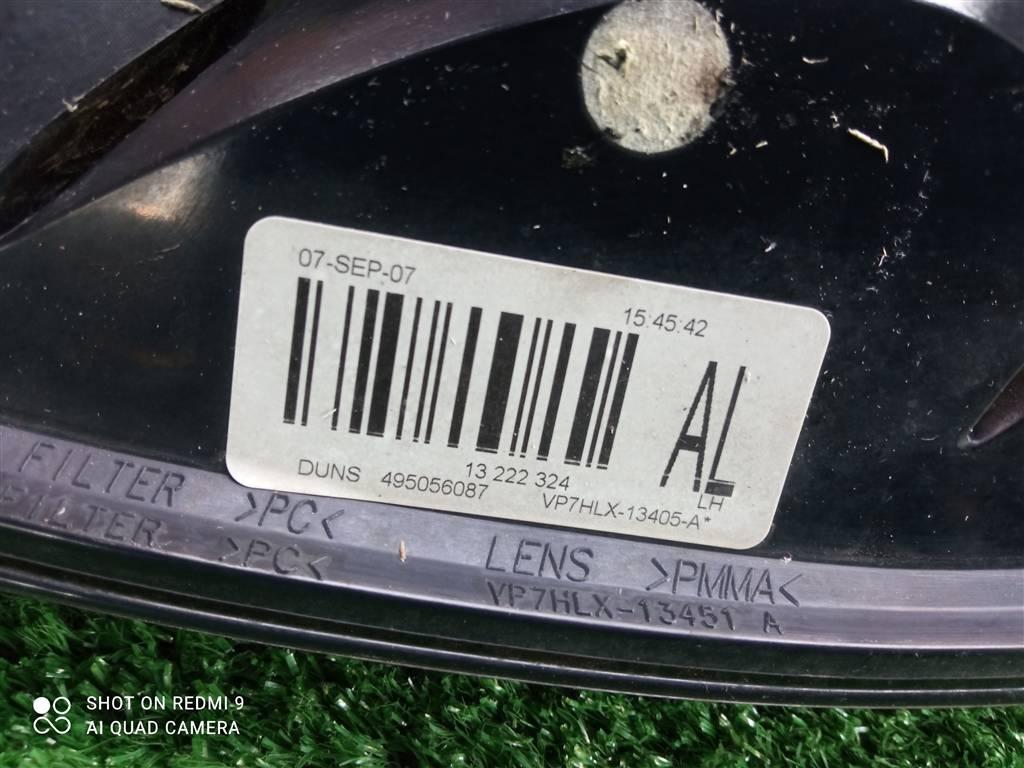 07-SEP-07
15:45:42
AL
LH
13 222 324
DUNS 495056087
VP7HLX-13405-A*
FILTER >PC<
FILTER >PC<
LENS >PMMA<
VP7HLX-13451 A
SHOT ON REDMI 9
AI QUAD CAMERA